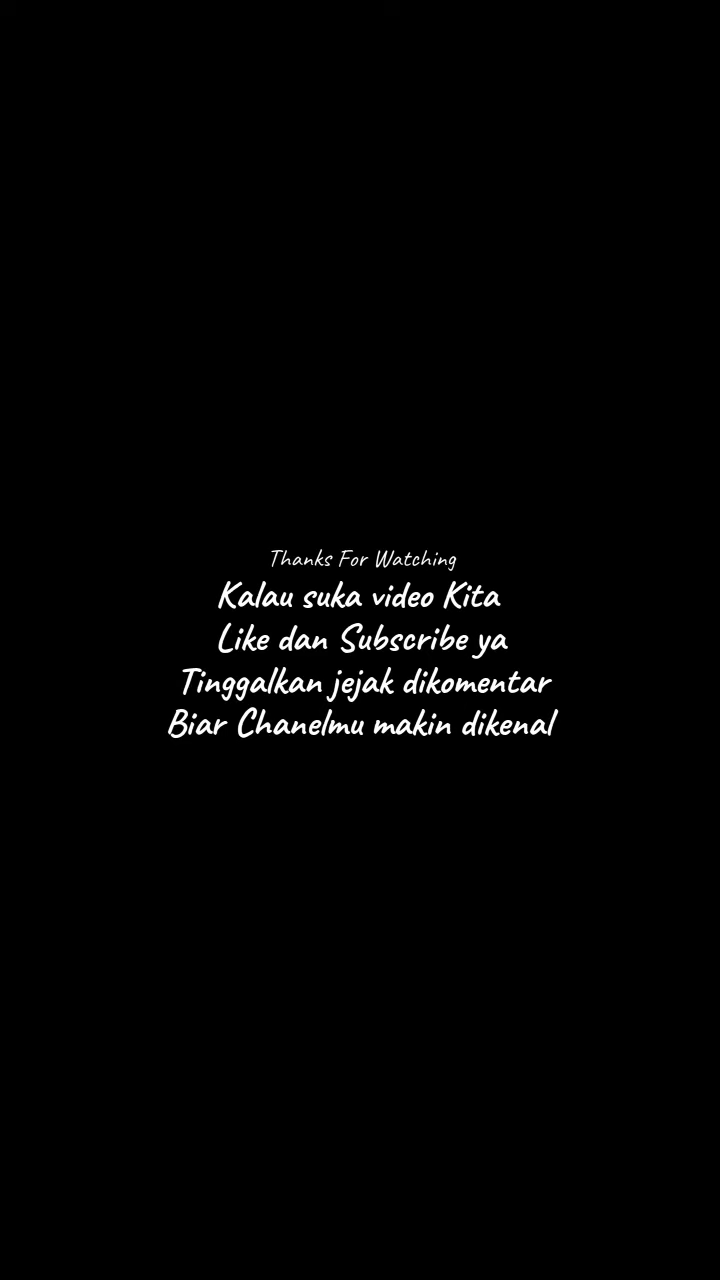 Thanks For Watching
Kalau suka video Kita
Like dan Subscribe ya
Tinggalkan jejak dikomentar
Biar Chanelmu makin dikenal